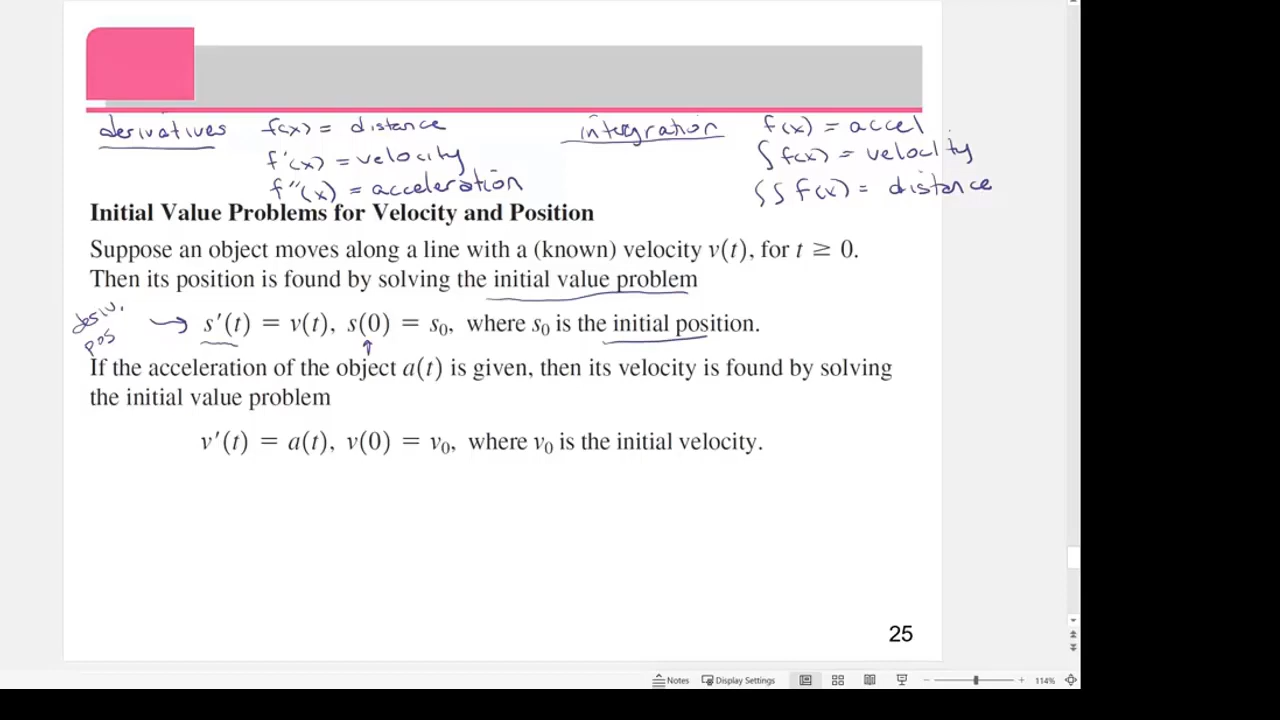 derivatives f(x) = distance integration f(x) = accel
f'(x) = velocity ∫ f(x) = velocity
f''(x) = acceleration ∫∫ f(x) = distance
Initial Value Problems for Velocity and Position
Suppose an object moves along a line with a (known) velocity v(t), for t ≥ 0.
Then its position is found by solving the initial value problem
deriv. → s′(t) = v(t), s(0) = s₀, where s₀ is the initial position.
pos
If the acceleration of the object a(t) is given, then its velocity is found by solving
the initial value problem
v′(t) = a(t), v(0) = v₀, where v₀ is the initial velocity.
25
Notes Display Settings 114%